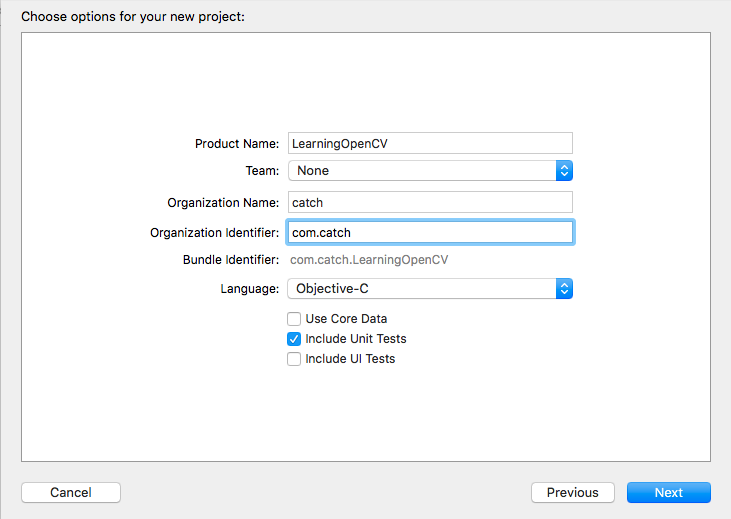 Choose options for your new project:
Product Name: LearningOpenCV
Team: None
Organization Name: catch
Organization Identifier: com.catch
Bundle Identifier: com.catch.LearningOpenCV
Language: Objective-C
Use Core Data
Include Unit Tests
Include UI Tests
Cancel Previous Next